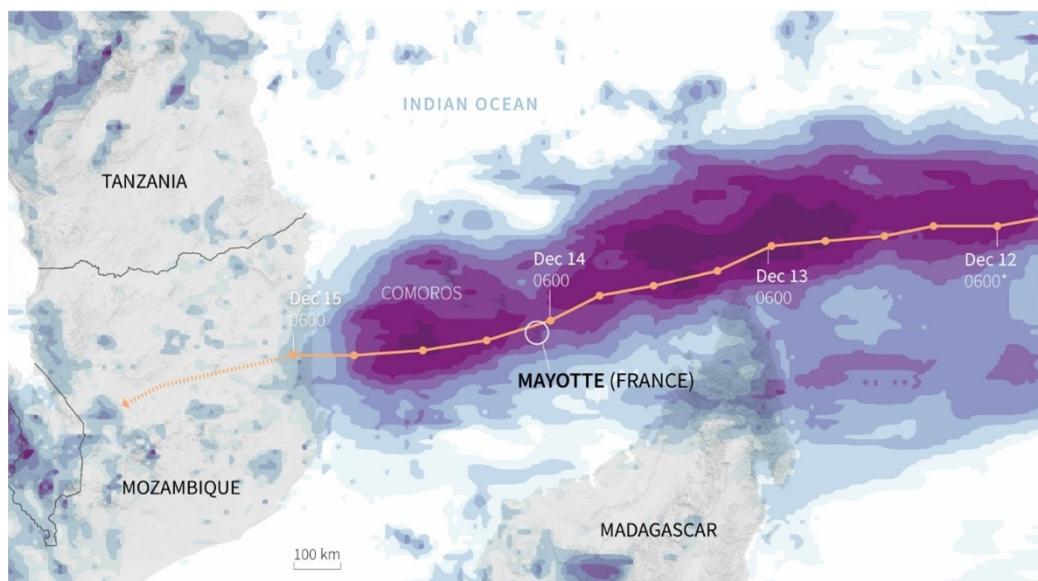 INDIAN OCEAN
TANZANIA
Dec 14
0600
Dec 13
0600
Dec 12
0600*
COMOROS
Dec 15
0600
MAYOTTE (FRANCE)
MOZAMBIQUE
MADAGASCAR
100 km